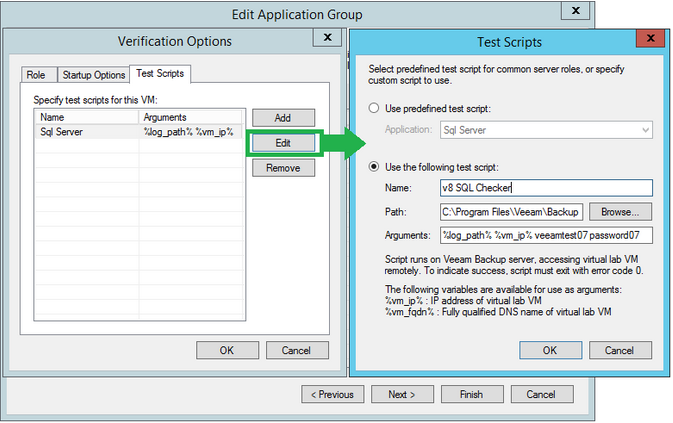 Edit Application Group
x
Verification Options
x
Role
Startup Options
Test Scripts
Specify test scripts for this VM:
Name
Arguments
Sql Server
%log_path% %vm_ip%
Add
Edit
Remove
OK
Cancel
< Previous
Next >
Finish
Cancel
Test Scripts
x
Select predefined test script for common server roles, or specify
custom script to use.
Use predefined test script:
Application:
Sql Server
Use the following test script:
Name:
v8 SQL Checker
Path:
C:\Program Files\Veeam\Backup
Browse...
Arguments:
%log_path% %vm_ip% veeamtest07 password07
Script runs on Veeam Backup server, accessing virtual lab VM
remotely. To indicate success, script must exit with error code 0.
The following variables are available for use as arguments:
%vm_ip% : IP address of virtual lab VM
%vm_fqdn% : Fully qualified DNS name of virtual lab VM
OK
Cancel